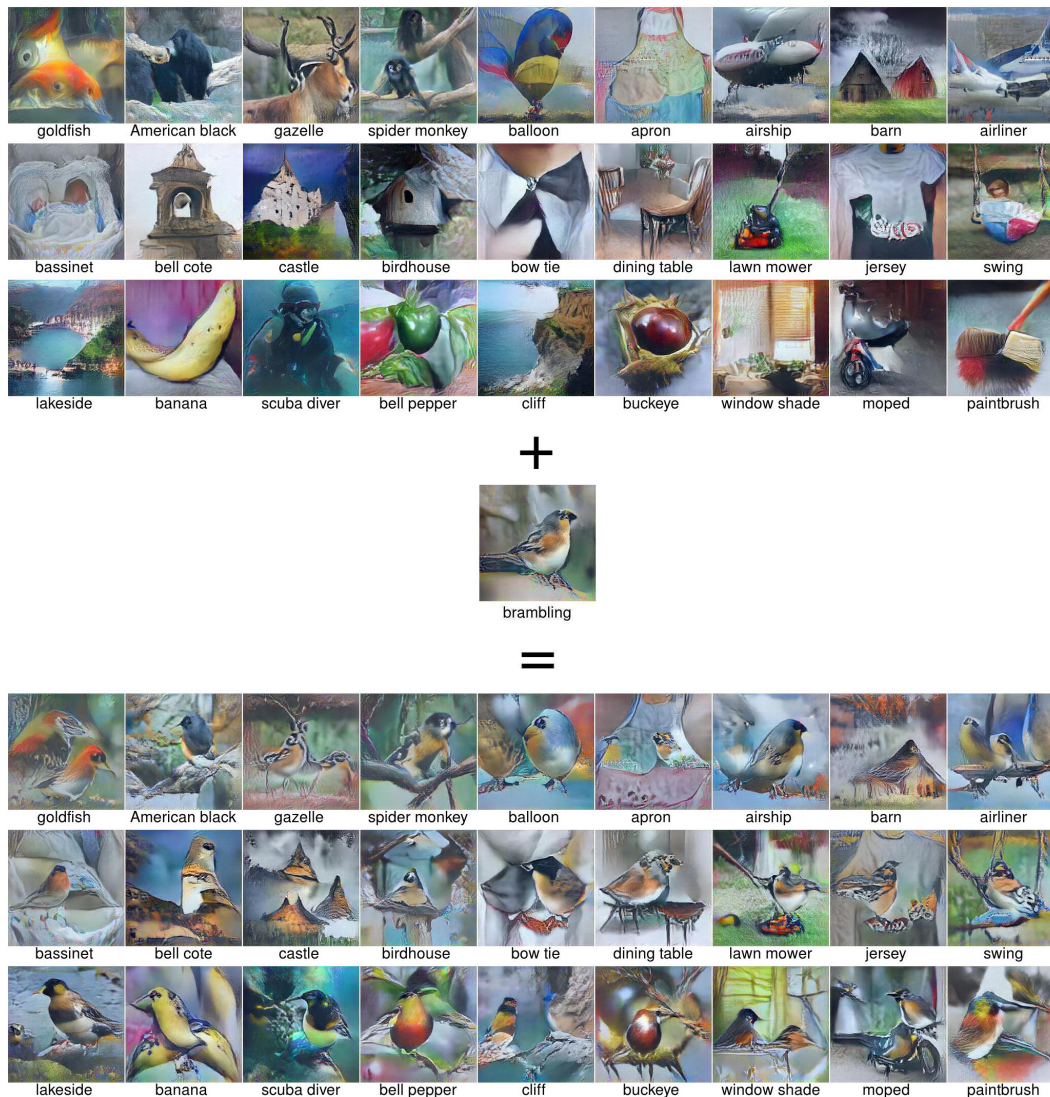 goldfish American black gazelle spider monkey balloon apron airship barn airliner
bassinet bell cote castle birdhouse bow tie dining table lawn mower jersey swing
lakeside banana scuba diver bell pepper cliff buckeye window shade moped paintbrush
+
brambling
=
goldfish American black gazelle spider monkey balloon apron airship barn airliner
bassinet bell cote castle birdhouse bow tie dining table lawn mower jersey swing
lakeside banana scuba diver bell pepper cliff buckeye window shade moped paintbrush